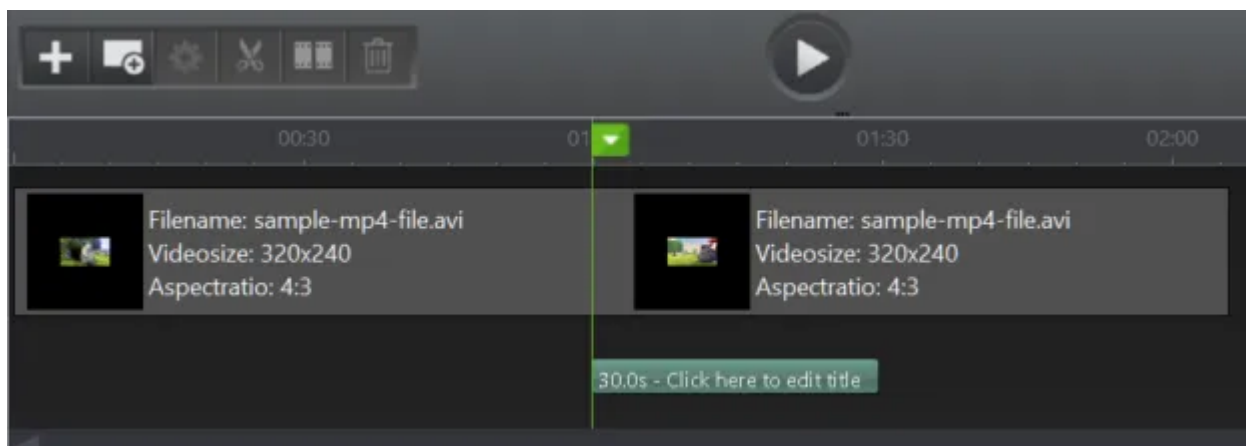 00:30 01 01:30 02:00
Filename: sample-mp4-file.avi
Videosize: 320x240
Aspectratio: 4:3
Filename: sample-mp4-file.avi
Videosize: 320x240
Aspectratio: 4:3
30.0s - Click here to edit title